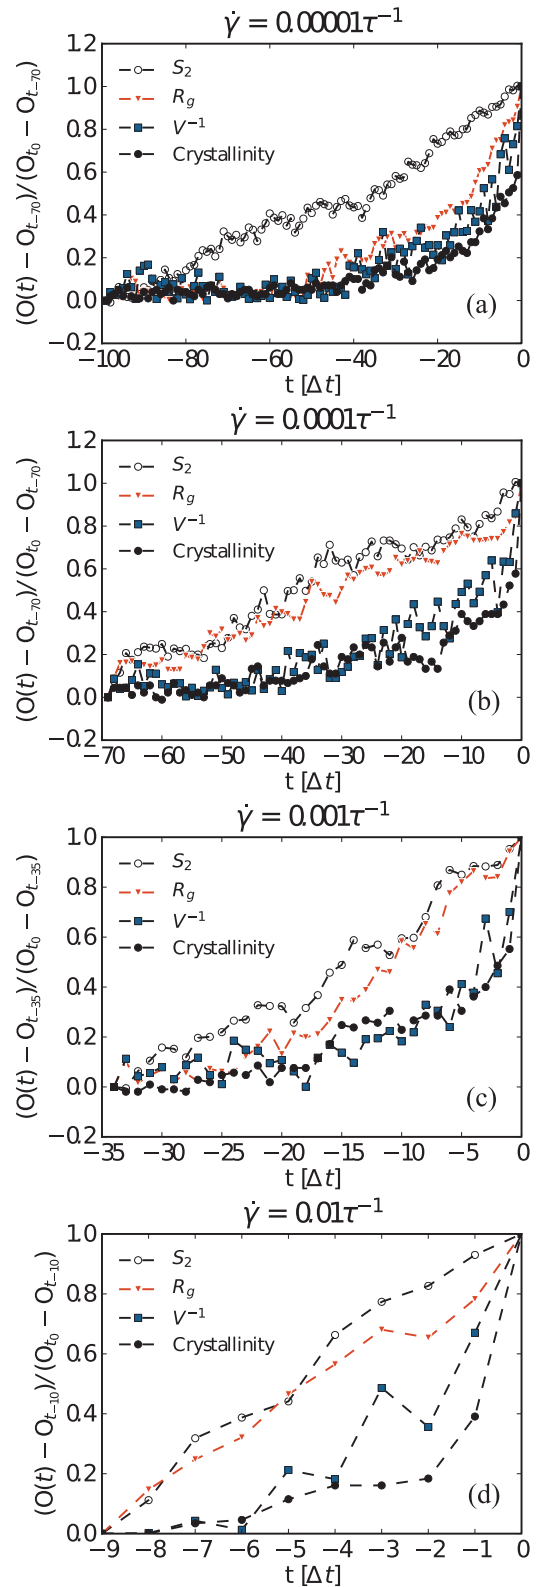 γ̇ = 0.00001τ⁻¹
(O(t) − O_{t−70})/(O_{t0} − O_{t−70})
1.2
1.0
0.8
0.6
0.4
0.2
0.0
−0.2
S₂
R_g
V⁻¹
Crystallinity
(a)
−100 −80 −60 −40 −20 0
t [Δt]
γ̇ = 0.0001τ⁻¹
(O(t) − O_{t−70})/(O_{t0} − O_{t−70})
1.2
1.0
0.8
0.6
0.4
0.2
0.0
−0.2
S₂
R_g
V⁻¹
Crystallinity
(b)
−70 −60 −50 −40 −30 −20 −10 0
t [Δt]
γ̇ = 0.001τ⁻¹
(O(t) − O_{t−35})/(O_{t0} − O_{t−35})
1.0
0.8
0.6
0.4
0.2
0.0
−0.2
S₂
R_g
V⁻¹
Crystallinity
(c)
−35 −30 −25 −20 −15 −10 −5 0
t [Δt]
γ̇ = 0.01τ⁻¹
(O(t) − O_{t−10})/(O_{t0} − O_{t−10})
1.0
0.8
0.6
0.4
0.2
0.0
S₂
R_g
V⁻¹
Crystallinity
(d)
−9 −8 −7 −6 −5 −4 −3 −2 −1 0
t [Δt]